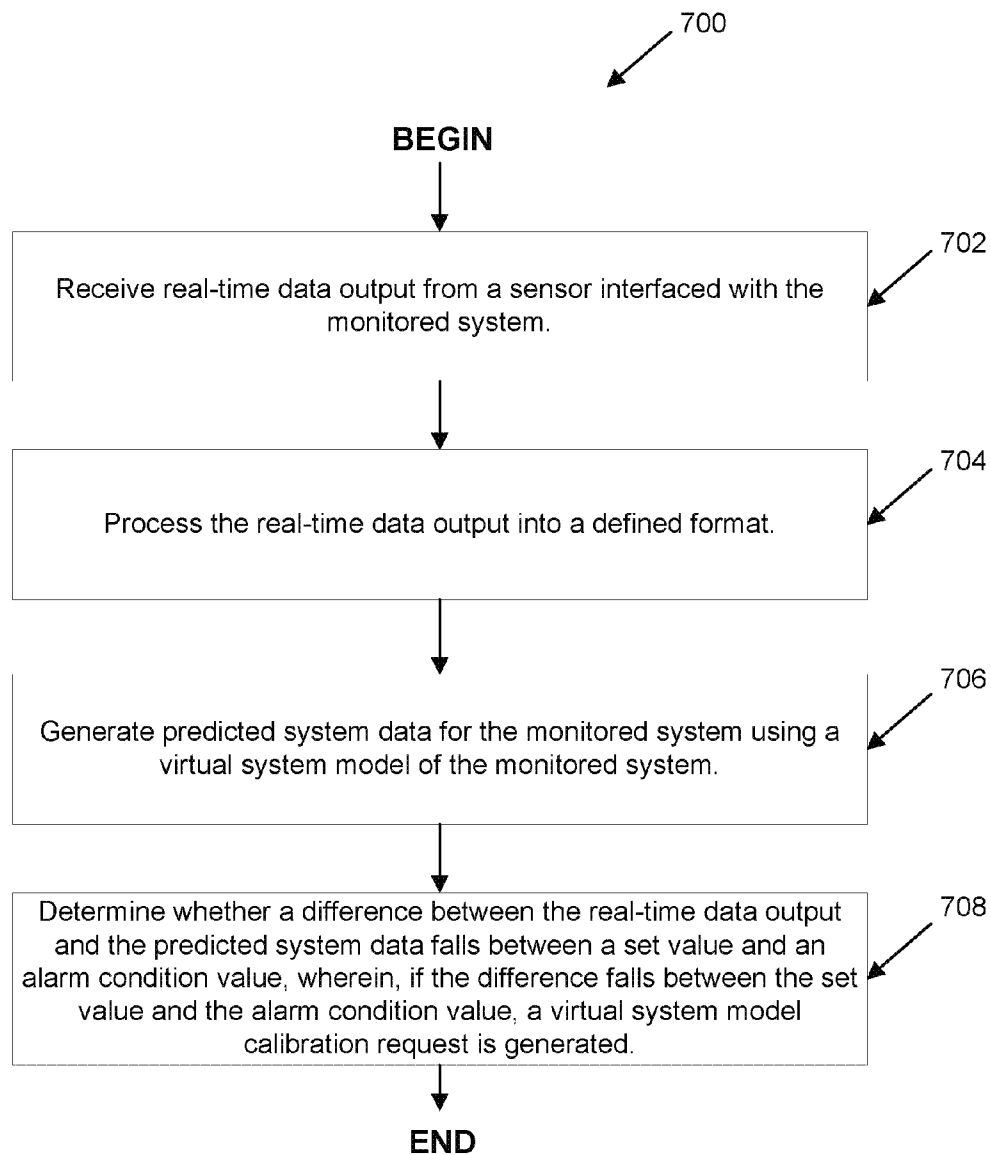 700
BEGIN
702
Receive real-time data output from a sensor interfaced with the
monitored system.
704
Process the real-time data output into a defined format.
706
Generate predicted system data for the monitored system using a
virtual system model of the monitored system.
708
Determine whether a difference between the real-time data output
and the predicted system data falls between a set value and an
alarm condition value, wherein, if the difference falls between the set
value and the alarm condition value, a virtual system model
calibration request is generated.
END